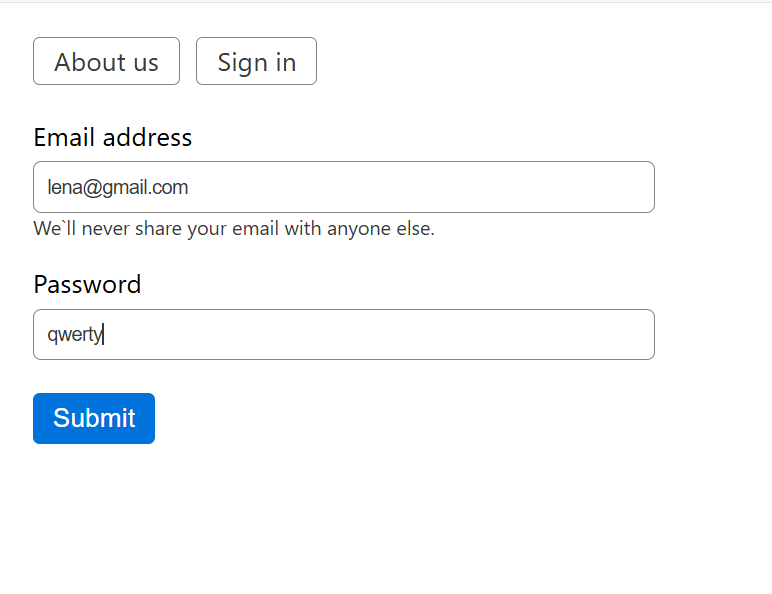 About us Sign in
Email address
lena@gmail.com
We`ll never share your email with anyone else.
Password
qwerty
Submit